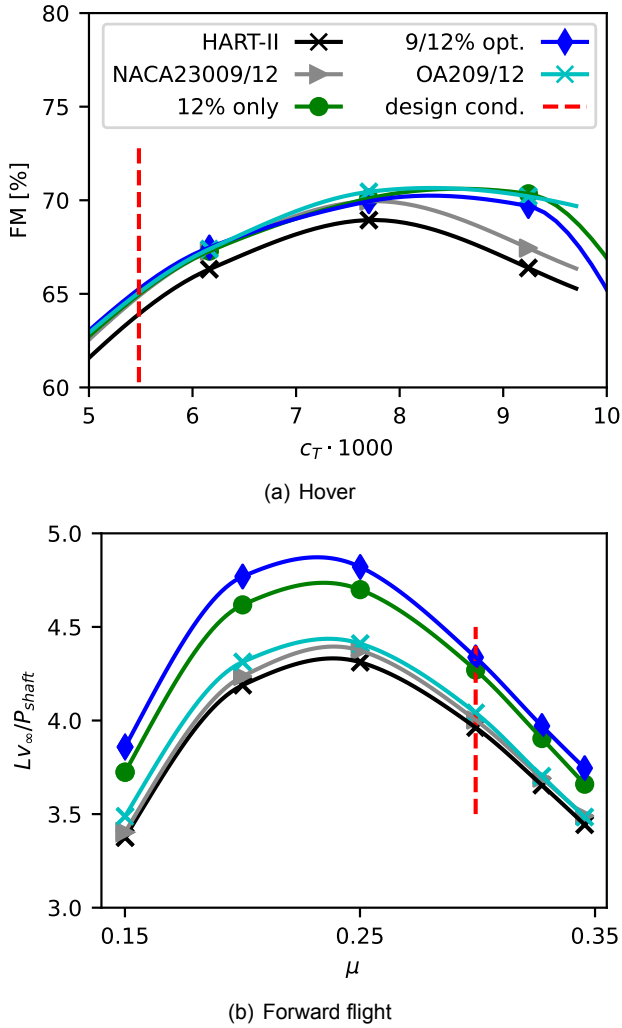 80
75
70
65
60
FM [%]
HART-II
NACA23009/12
12% only
9/12% opt.
OA209/12
design cond.
5 6 7 8 9 10
c_T · 1000
(a) Hover
5.0
4.5
4.0
3.5
3.0
Lv_∞/P_shaft
0.15 0.25 0.35
μ
(b) Forward flight